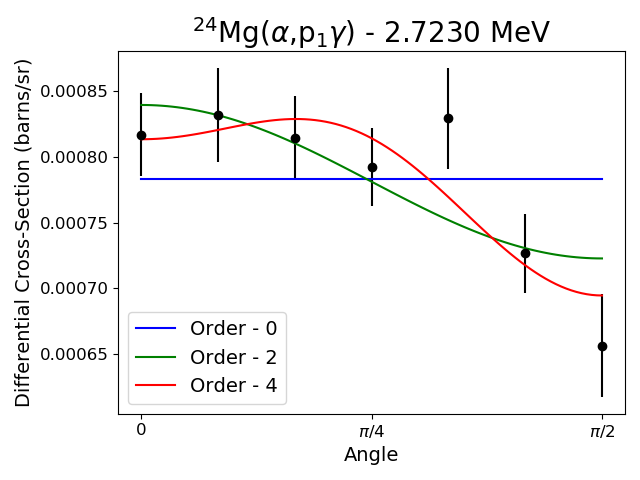 ²⁴Mg(α,p₁γ) - 2.7230 MeV
Differential Cross-Section (barns/sr)
0.00085
0.00080
0.00075
0.00070
0.00065
Order - 0
Order - 2
Order - 4
0 π/4 π/2
Angle